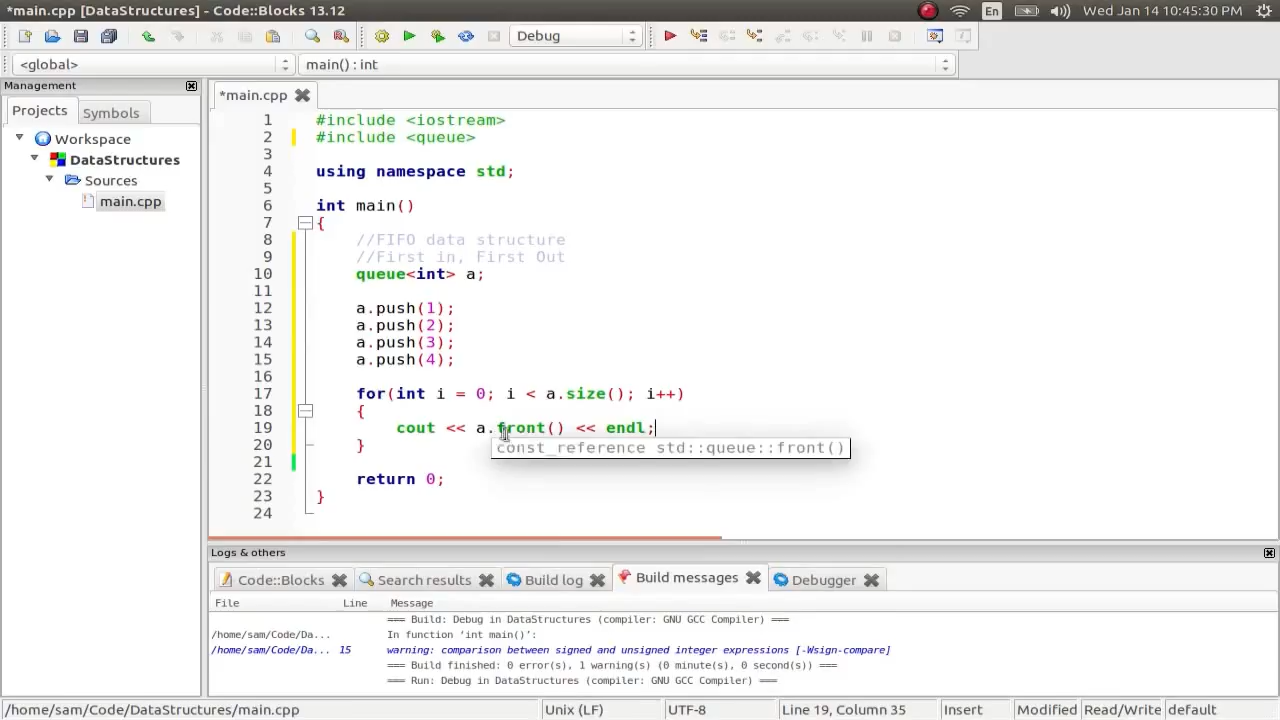 *main.cpp [DataStructures] - Code::Blocks 13.12
En
Wed Jan 14 10:45:30 PM
Debug
<global>
main() : int
Management
Projects
Symbols
Workspace
DataStructures
Sources
main.cpp
*main.cpp
1 #include <iostream>
2 #include <queue>
3
4 using namespace std;
5
6 int main()
7 {
8 //FIFO data structure
9 //First in, First Out
10 queue<int> a;
11
12 a.push(1);
13 a.push(2);
14 a.push(3);
15 a.push(4);
16
17 for(int i = 0; i < a.size(); i++)
18 {
19 cout << a.front() << endl;
const_reference std::queue::front()
20 }
21
22 return 0;
23 }
24
Logs & others
Code::Blocks
Search results
Build log
Build messages
Debugger
File Line Message
=== Build: Debug in DataStructures (compiler: GNU GCC Compiler) ===
/home/sam/Code/Da... In function ‘int main()’:
/home/sam/Code/Da... 15 warning: comparison between signed and unsigned integer expressions [-Wsign-compare]
=== Build finished: 0 error(s), 1 warning(s) (0 minute(s), 0 second(s)) ===
=== Run: Debug in DataStructures (compiler: GNU GCC Compiler) ===
/home/sam/Code/DataStructures/main.cpp
Unix (LF)
UTF-8
Line 19, Column 35
Insert
Modified
Read/Write
default